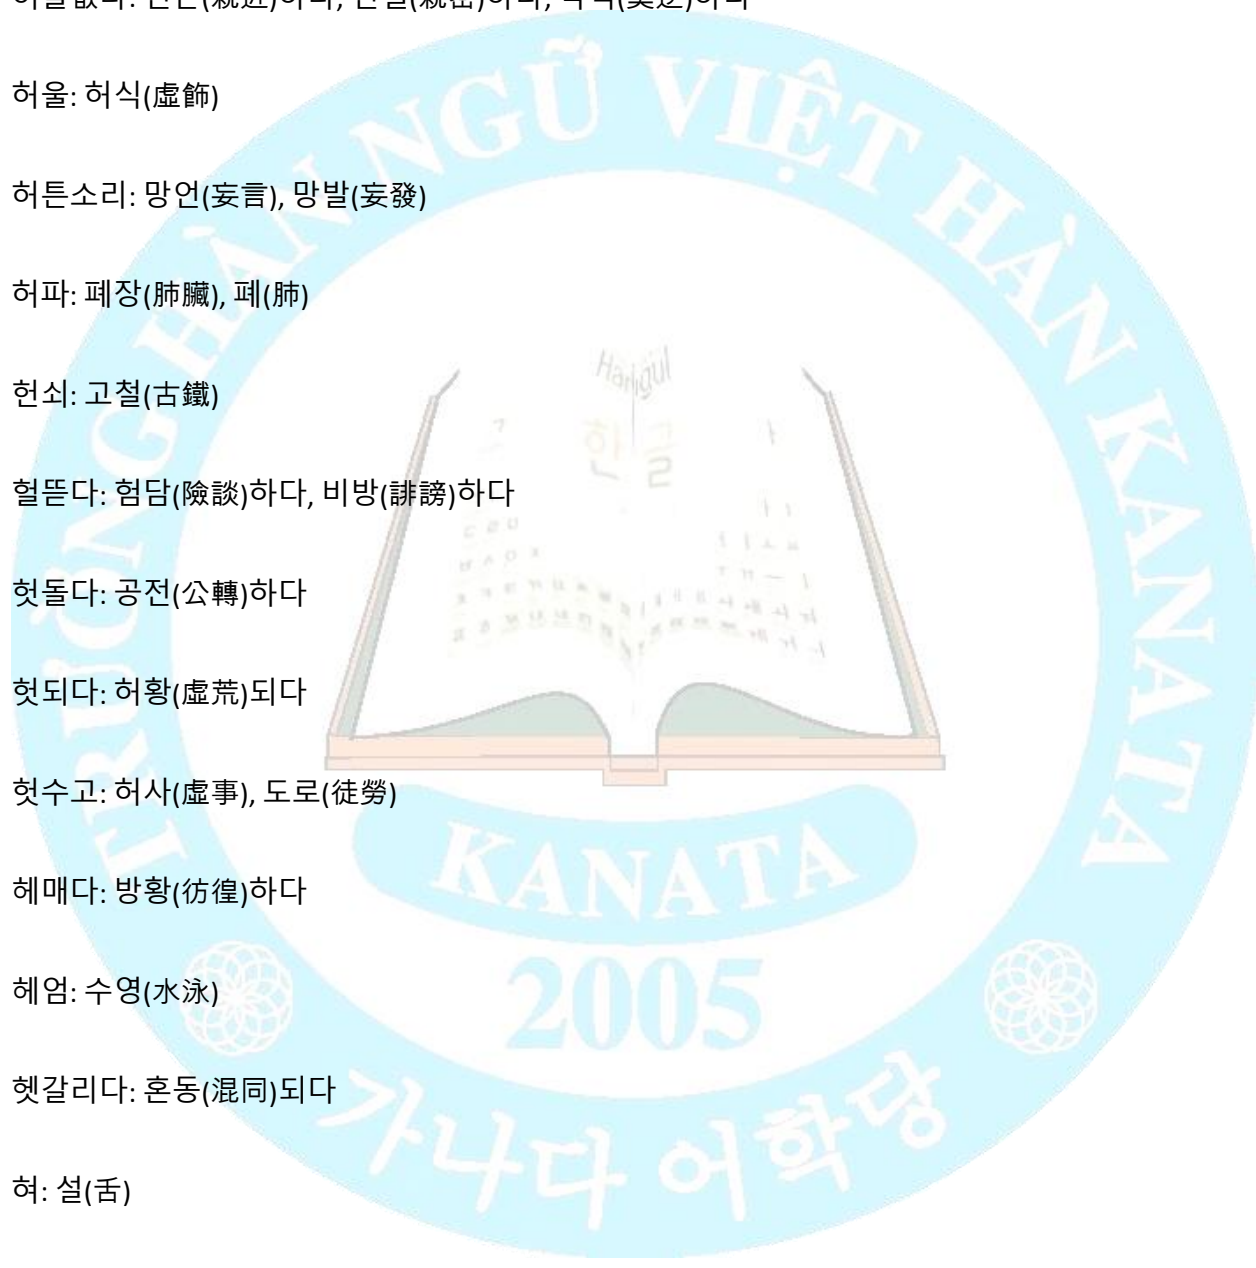 허울: 허식(虛飾)
허튼소리: 망언(妄言), 망발(妄發)
허파: 폐장(肺臟), 폐(肺)
헌쇠: 고철(古鐵)
헐뜯다: 험담(險談)하다, 비방(誹謗)하다
헛돌다: 공전(公轉)하다
헛되다: 허황(虛荒)되다
헛수고: 허사(虛事), 도로(徒勞)
헤매다: 방황(彷徨)하다
헤엄: 수영(水泳)
헷갈리다: 혼동(混同)되다
혀: 설(舌)
TRƯỜNG HÀN NGỮ VIỆT HÀN KANATA
Hangul
한글
KANATA
2005
가나다 어학당